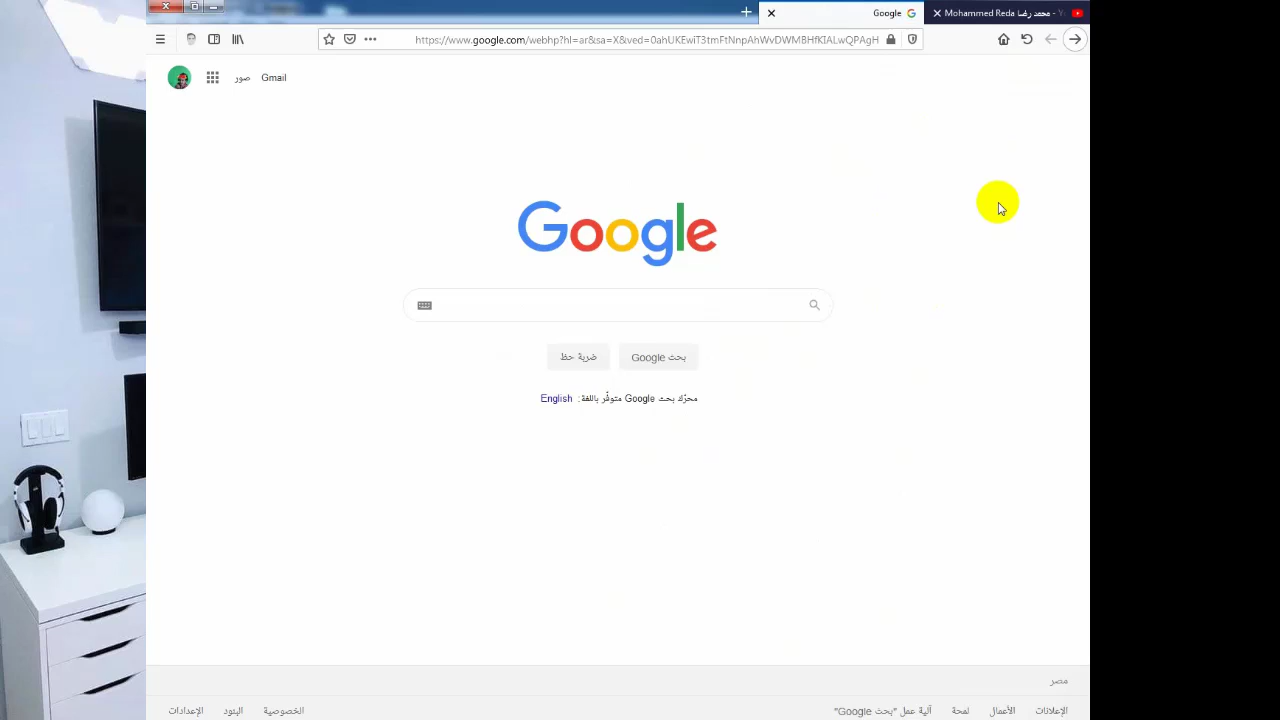 Mohammed Reda محمد رضا - Y
Google
https://www.google.com/webhp?hl=ar&sa=X&ved=0ahUKEwiT3tmFtNnpAhWvDWMBHfKIALwQPAgH
Gmail
صور
Google
بحث Google
ضربة حظ
محرّك بحث Google متوفّر باللغة: English
مصر
الإعلانات
الأعمال
لمحة
آلية عمل "بحث Google"
الخصوصية
البنود
الإعدادات